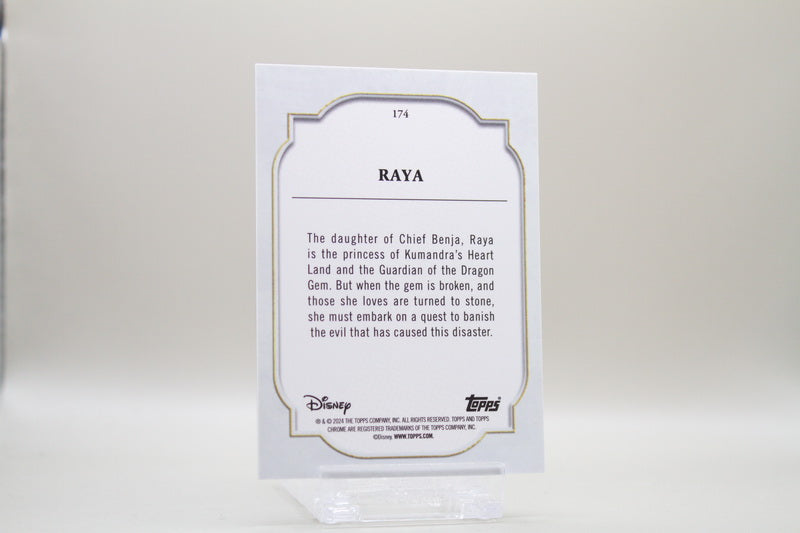 174
RAYA
The daughter of Chief Benja, Raya
is the princess of Kumandra's Heart
Land and the Guardian of the Dragon
Gem. But when the gem is broken, and
those she loves are turned to stone,
she must embark on a quest to banish
the evil that has caused this disaster.
Disney
topps
® & © 2024 THE TOPPS COMPANY, INC. ALL RIGHTS RESERVED. TOPPS AND TOPPS
CHROME ARE REGISTERED TRADEMARKS OF THE TOPPS COMPANY, INC.
©Disney. WWW.TOPPS.COM.